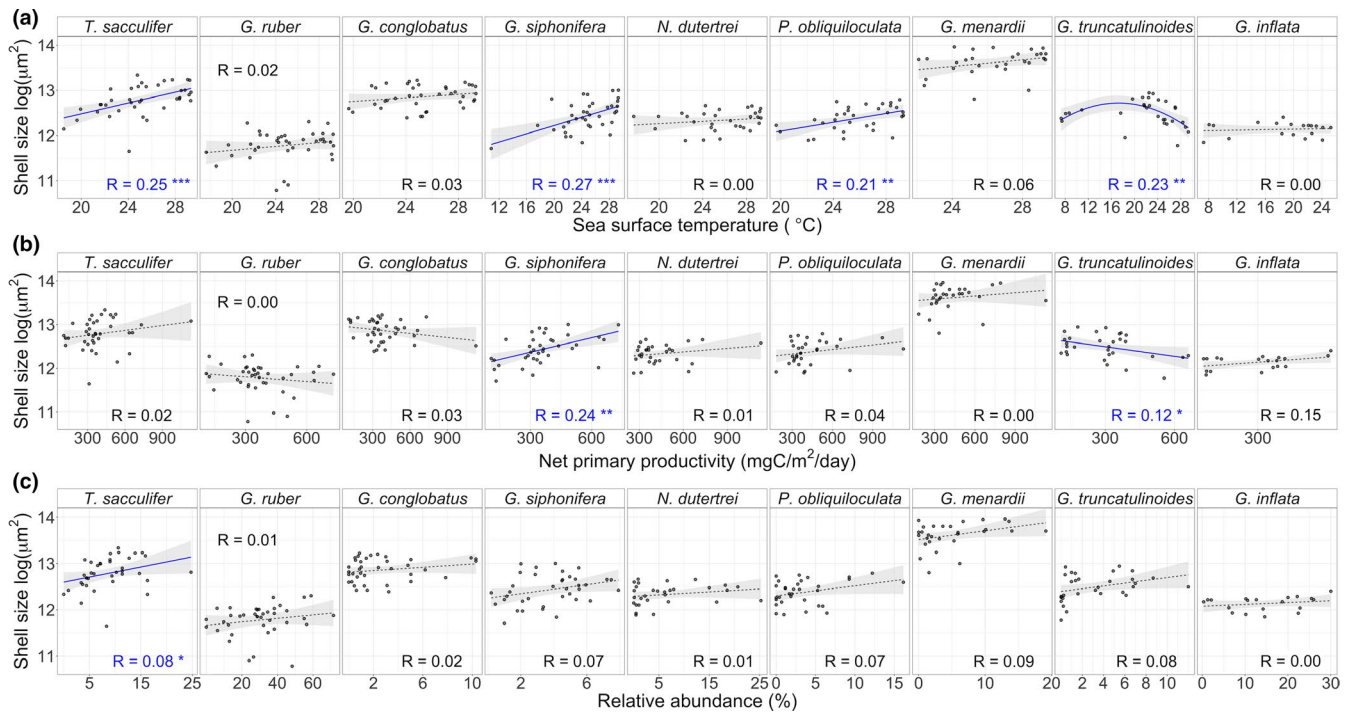 (a)
T. sacculifer G. ruber G. conglobatus G. siphonifera N. dutertrei P. obliquiloculata G. menardii G. truncatulinoides G. inflata
Shell size log(μm²)
14
13
12
11
R = 0.25 *** R = 0.02 R = 0.03 R = 0.27 *** R = 0.00 R = 0.21 ** R = 0.06 R = 0.23 ** R = 0.00
20 24 28 20 24 28 20 24 28 12 16 20 24 28 20 24 28 20 24 28 24 28 8 12 16 20 24 28 8 12 16 20 24
Sea surface temperature ( °C)
(b)
T. sacculifer G. ruber G. conglobatus G. siphonifera N. dutertrei P. obliquiloculata G. menardii G. truncatulinoides G. inflata
Shell size log(μm²)
14
13
12
11
R = 0.02 R = 0.00 R = 0.03 R = 0.24 ** R = 0.01 R = 0.04 R = 0.00 R = 0.12 * R = 0.15
300 600 900 300 600 300 600 900 300 600 300 600 900 300 600 900 300 600 900 300 600 300
Net primary productivity (mgC/m²/day)
(c)
T. sacculifer G. ruber G. conglobatus G. siphonifera N. dutertrei P. obliquiloculata G. menardii G. truncatulinoides G. inflata
Shell size log(μm²)
14
13
12
11
R = 0.08 * R = 0.01 R = 0.02 R = 0.07 R = 0.01 R = 0.07 R = 0.09 R = 0.08 R = 0.00
5 15 25 20 40 60 2 6 10 2 6 5 15 25 0 5 10 15 0 10 20 0 2 4 6 8 12 0 10 20 30
Relative abundance (%)